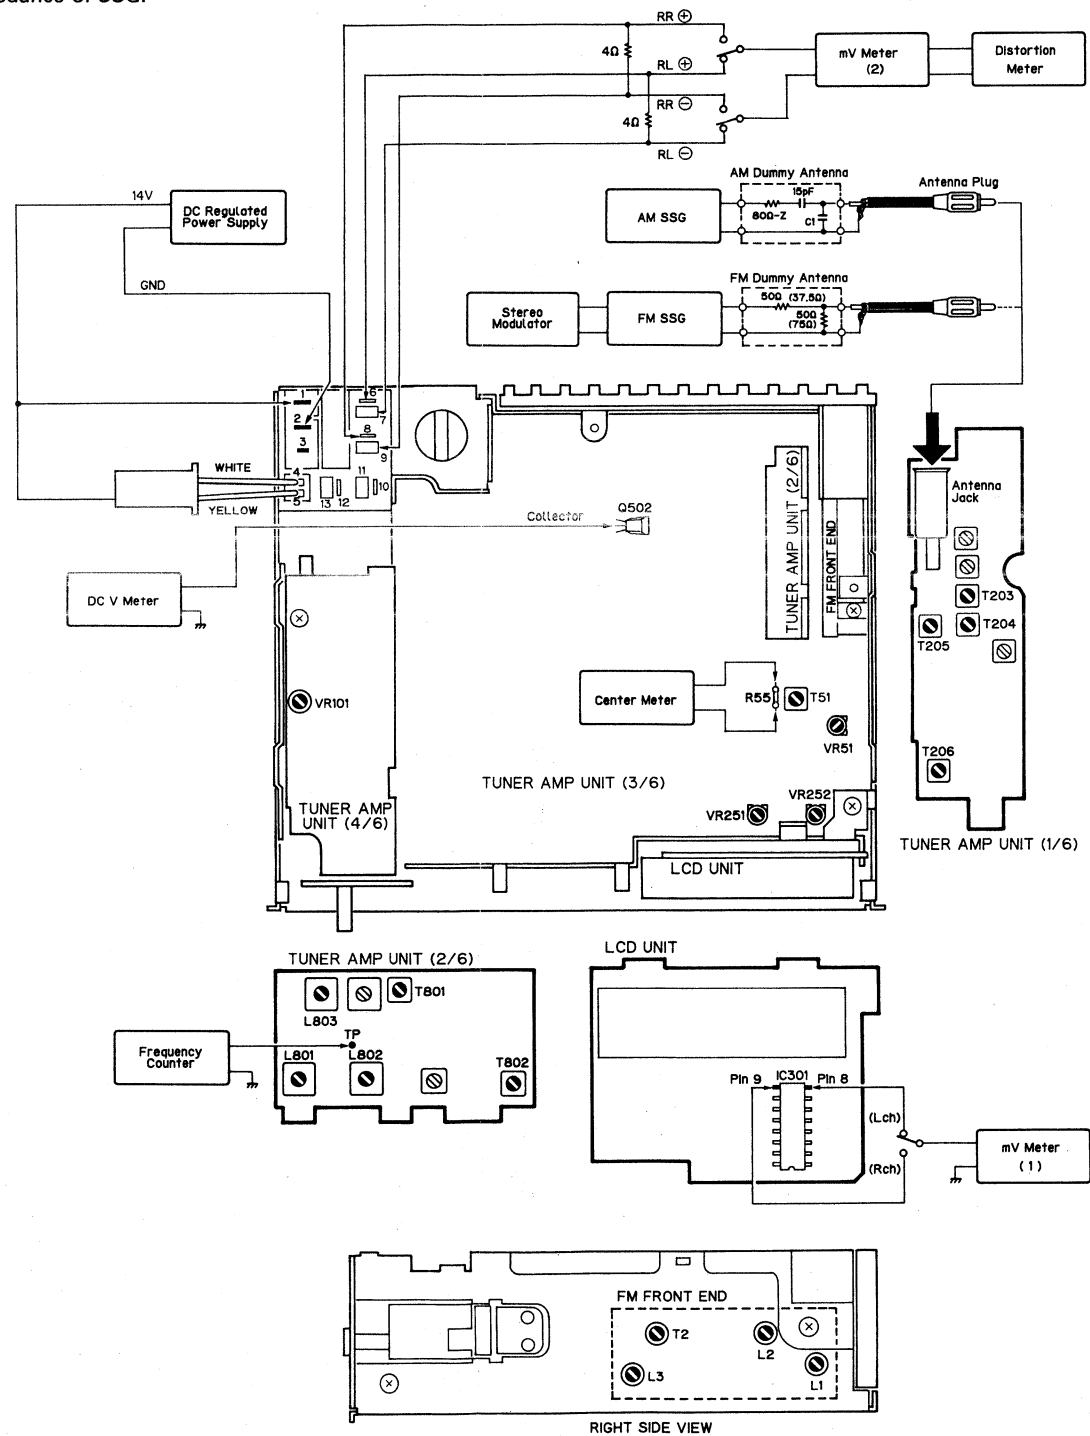 RR ⊕
4Ω
RL ⊕
RR ⊖
4Ω
RL ⊖
mV Meter
(2)
Distortion
Meter
14V
DC Regulated
Power Supply
GND
AM Dummy Antenna
15pF
80Ω-Z
C1
AM SSG
Antenna Plug
FM Dummy Antenna
50Ω (37.5Ω)
50Ω
(75Ω)
Stereo
Modulator
FM SSG
1
2
3
4
5
6
7
8
9
13
12
11
10
WHITE
YELLOW
Collector
Q502
DC V Meter
TUNER AMP UNIT (2/6)
FM FRONT END
Antenna
Jack
T203
T204
T205
T206
VR101
Center Meter
R55
T51
VR51
TUNER AMP UNIT (3/6)
TUNER AMP
UNIT (4/6)
VR251
VR252
LCD UNIT
TUNER AMP UNIT (1/6)
TUNER AMP UNIT (2/6)
L803
T801
TP
L801
L802
T802
Frequency
Counter
LCD UNIT
Pin 9
IC301
Pin 8
(Lch)
(Rch)
mV Meter
(1)
FM FRONT END
T2
L2
L3
L1
RIGHT SIDE VIEW